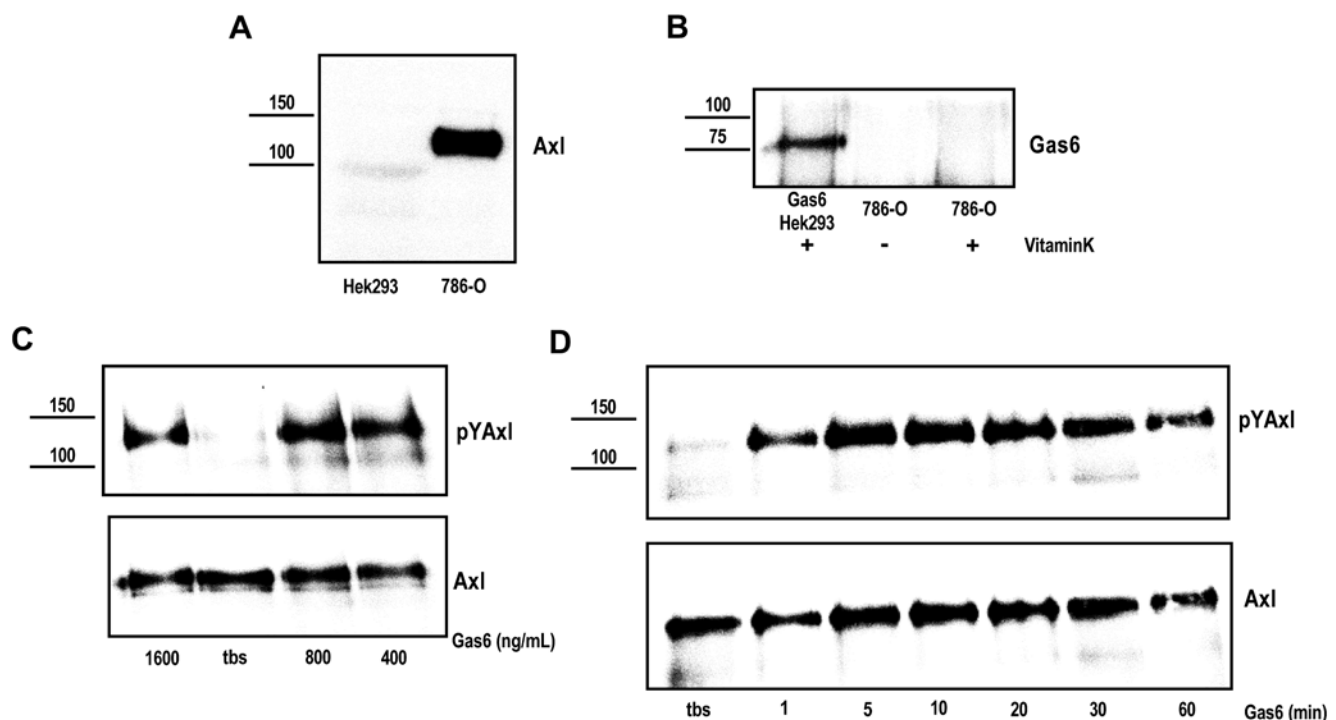 A
150
100
Axl
Hek293 786-O
B
100
75
Gas6
Gas6
Hek293 786-O 786-O
+ - + VitaminK
C
150
100
pYAxl
Axl
Gas6 (ng/mL)
1600 tbs 800 400
D
150
100
pYAxl
Axl
tbs 1 5 10 20 30 60 Gas6 (min)